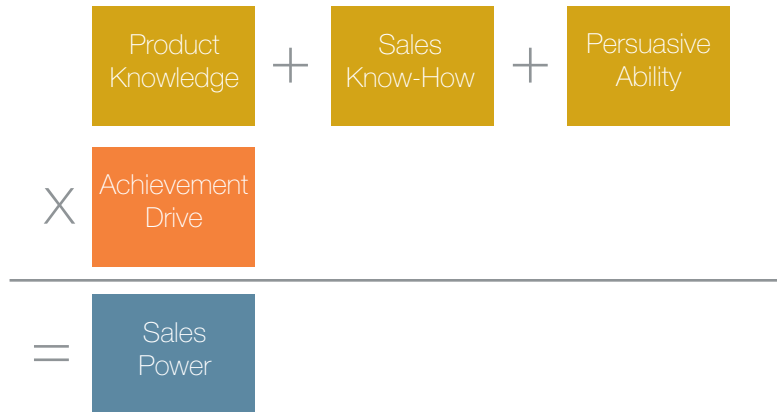 Product
Knowledge
+
Sales
Know-How
+
Persuasive
Ability
X
Achievement
Drive
=
Sales
Power